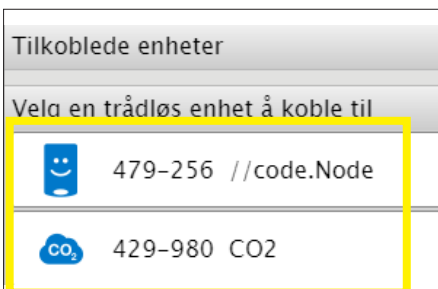 Tilkoblede enheter
Velg en trådløs enhet å koble til
479-256 //code.Node
CO₂ 429-980 CO2